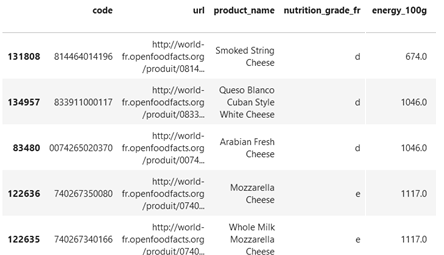 code url product_name nutrition_grade_fr energy_100g
131808 814464014196 http://world-fr.openfoodfacts.org/produit/0814... Smoked String Cheese d 674.0
134957 833911000117 http://world-fr.openfoodfacts.org/produit/0833... Queso Blanco Cuban Style White Cheese d 1046.0
83480 0074265020370 http://world-fr.openfoodfacts.org/produit/0074... Arabian Fresh Cheese d 1046.0
122636 740267350080 http://world-fr.openfoodfacts.org/produit/0740... Mozzarella Cheese e 1117.0
122635 740267340166 http://world-fr.openfoodfacts.org/produit/0740... Whole Milk Mozzarella Cheese e 1117.0